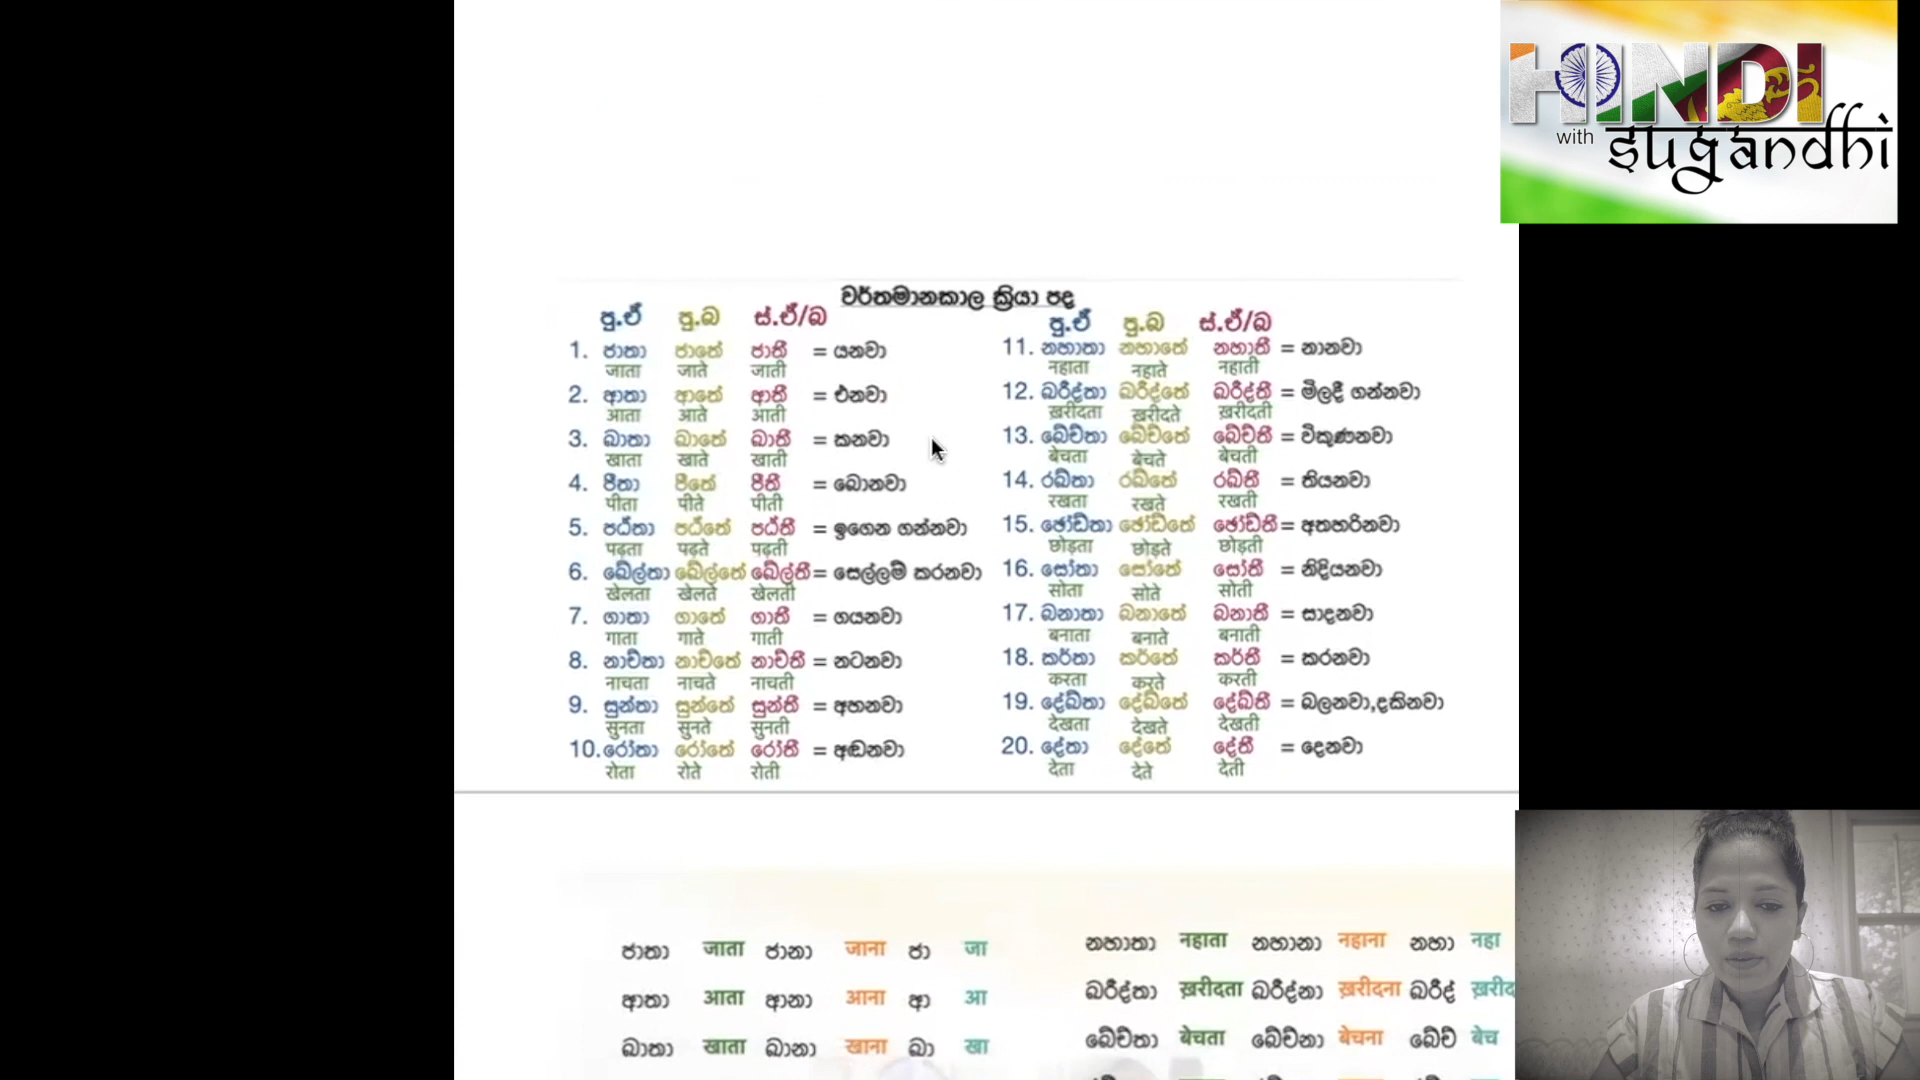 HINDI
with
sugandhi
වර්තමානකාල ක්‍රියා පද
පු.ඒ පු.බ ස්.ඒ/බ
1. ජාතා ජාතේ ජාතී = යනවා
जाता जाते जाती
2. ආතා ආතේ ආතී = එනවා
आता आते आती
3. ඛාතා ඛාතේ ඛාතී = කනවා
खाता खाते खाती
4. පීතා පීතේ පීතී = බොනවා
पीता पीते पीती
5. පඪ්තා පඪ්තේ පඪ්තී = ඉගෙන ගන්නවා
पढ़ता पढ़ते पढ़ती
6. ඛේල්තා ඛේල්තේ ඛේල්තී = සෙල්ලම් කරනවා
खेलता खेलते खेलती
7. ගාතා ගාතේ ගාතී = ගයනවා
गाता गाते गाती
8. නාච්තා නාච්තේ නාච්තී = නටනවා
नाचता नाचते नाचती
9. සුන්තා සුන්තේ සුන්තී = අහනවා
सुनता सुनते सुनती
10. රෝතා රෝතේ රෝතී = අඬනවා
रोता रोते रोती
පු.ඒ පු.බ ස්.ඒ/බ
11. නහාතා නහාතේ නහාතී = නානවා
नहाता नहाते नहाती
12. ඛරීද්තා ඛරීද්තේ ඛරීද්තී = මිලදී ගන්නවා
ख़रीदता ख़रीदते ख़रीदती
13. බේච්තා බේච්තේ බේච්තී = විකුණනවා
बेचता बेचते बेचती
14. රඛ්තා රඛ්තේ රඛ්තී = තියනවා
रखता रखते रखती
15. ඡෝඩ්තා ඡෝඩ්තේ ඡෝඩ්තී = අතහරිනවා
छोड़ता छोड़ते छोड़ती
16. සෝතා සෝතේ සෝතී = නිදියනවා
सोता सोते सोती
17. බනාතා බනාතේ බනාතී = සාදනවා
बनाता बनाते बनाती
18. කර්තා කර්තේ කර්තී = කරනවා
करता करते करती
19. දේඛ්තා දේඛ්තේ දේඛ්තී = බලනවා,දකිනවා
देखता देखते देखती
20. දේතා දේතේ දේතී = දෙනවා
देता देते देती
ජාතා जाता ජානා जाना ජා जा
ආතා आता ආනා आना ආ आ
ඛාතා खाता ඛානා खाना ඛා खा
නහාතා नहाता නහානා नहाना නහා नहा
ඛරීද්තා ख़रीदता ඛරීද්නා ख़रीदना ඛරීද් ख़रीद
බේච්තා बेचता බේච්නා बेचना බේච් बेच